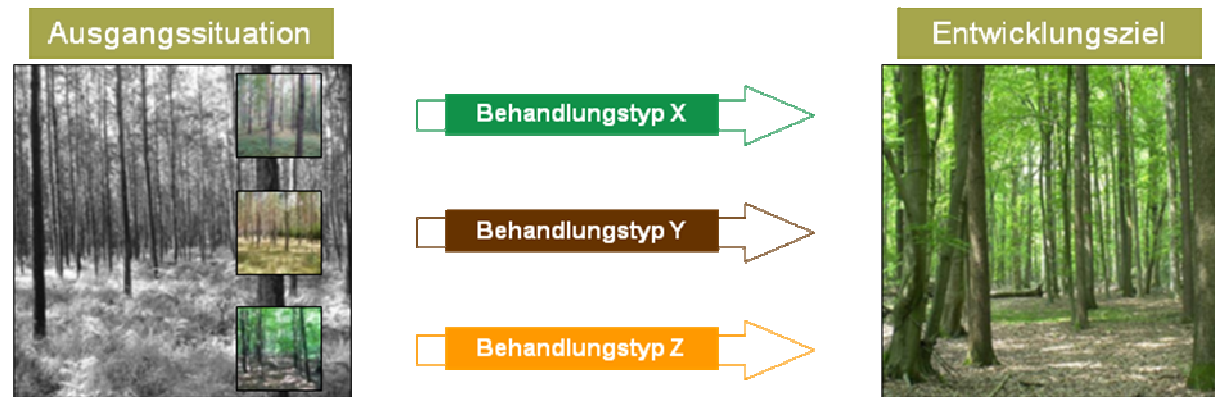 Ausgangssituation
Entwicklungsziel
Behandlungstyp X
Behandlungstyp Y
Behandlungstyp Z